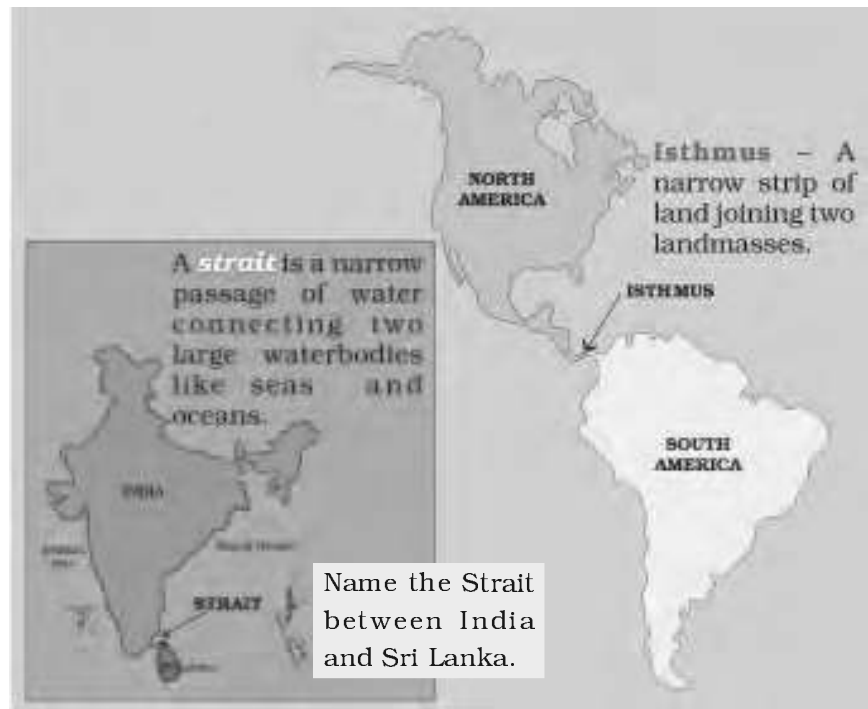 Isthmus – A
narrow strip of
land joining two
landmasses.
NORTH
AMERICA
ISTHMUS
SOUTH
AMERICA
A strait is a narrow
passage of water
connecting two
large waterbodies
like seas and
oceans.
INDIA
STRAIT
Name the Strait
between India
and Sri Lanka.